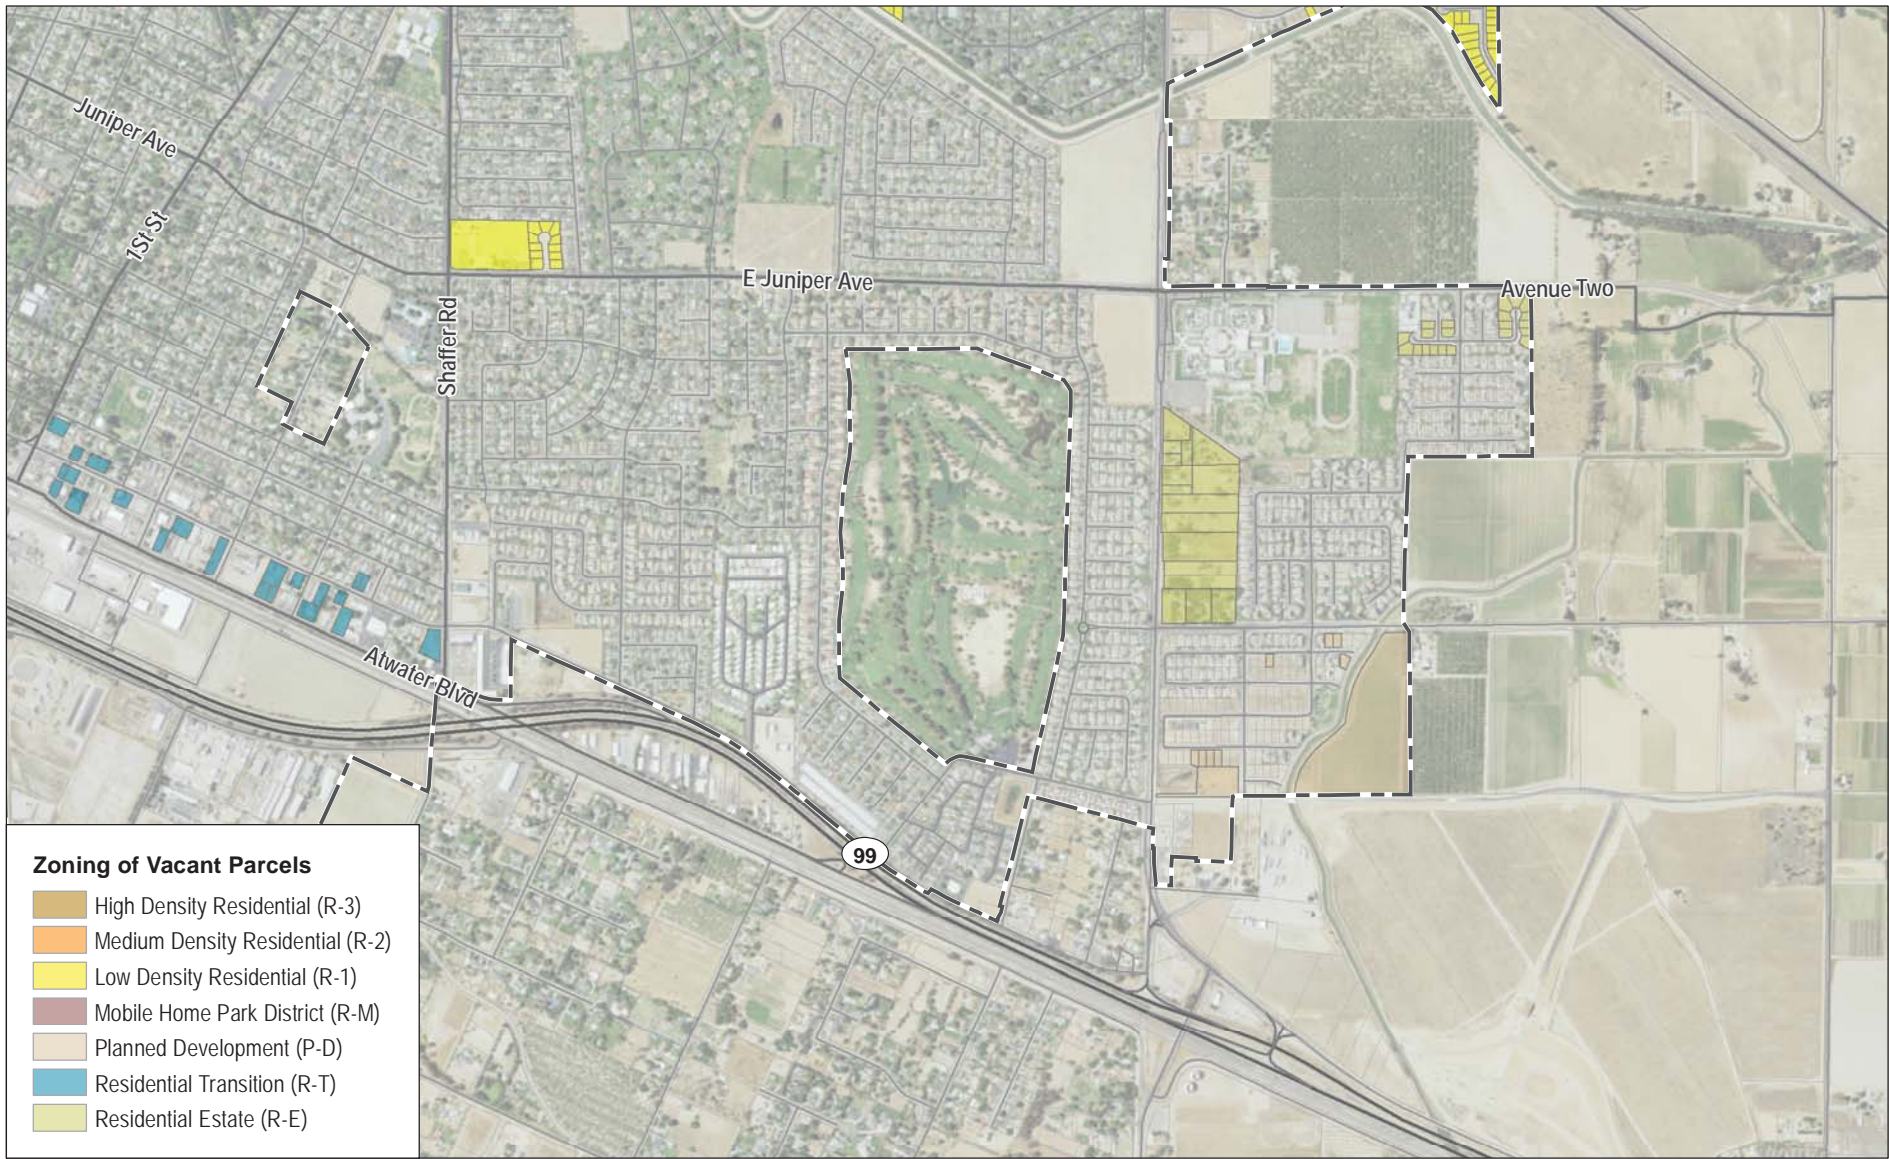 Juniper Ave
1St St
Shaffer Rd
E Juniper Ave
Avenue Two
Atwater Blvd
99
Zoning of Vacant Parcels
High Density Residential (R-3)
Medium Density Residential (R-2)
Low Density Residential (R-1)
Mobile Home Park District (R-M)
Planned Development (P-D)
Residential Transition (R-T)
Residential Estate (R-E)